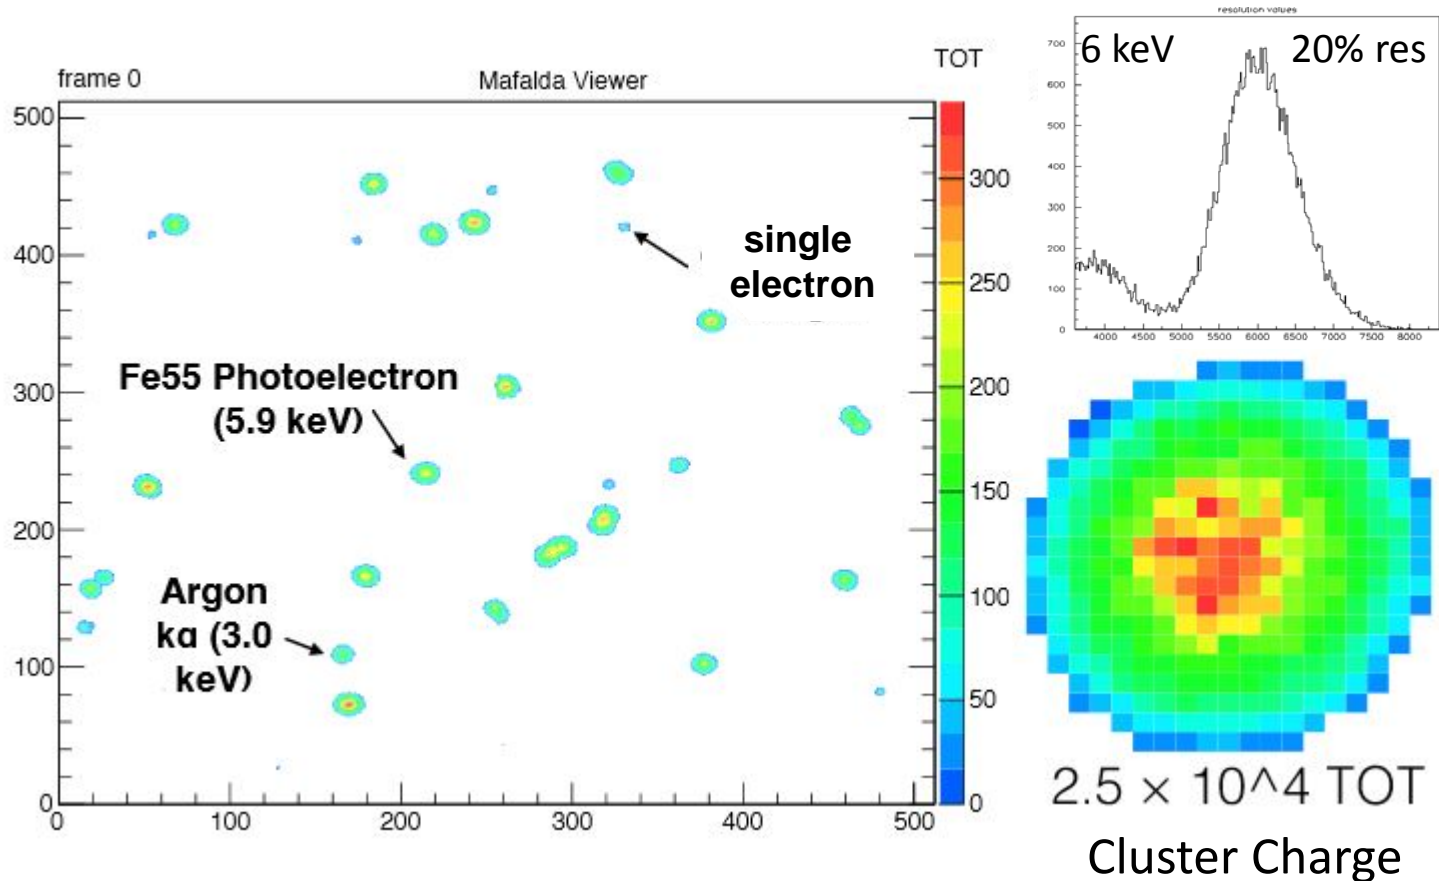 frame 0
Mafalda Viewer
TOT
500
400
300
200
100
0
0
100
200
300
400
500
300
250
200
150
100
50
0
single
electron
Fe55 Photoelectron
(5.9 keV)
Argon
kα (3.0
keV)
resolution values
6 keV
20% res
700
600
500
400
300
200
100
0
4000
4500
5000
5500
6000
6500
7000
7500
8000
2.5 × 10^4 TOT
Cluster Charge